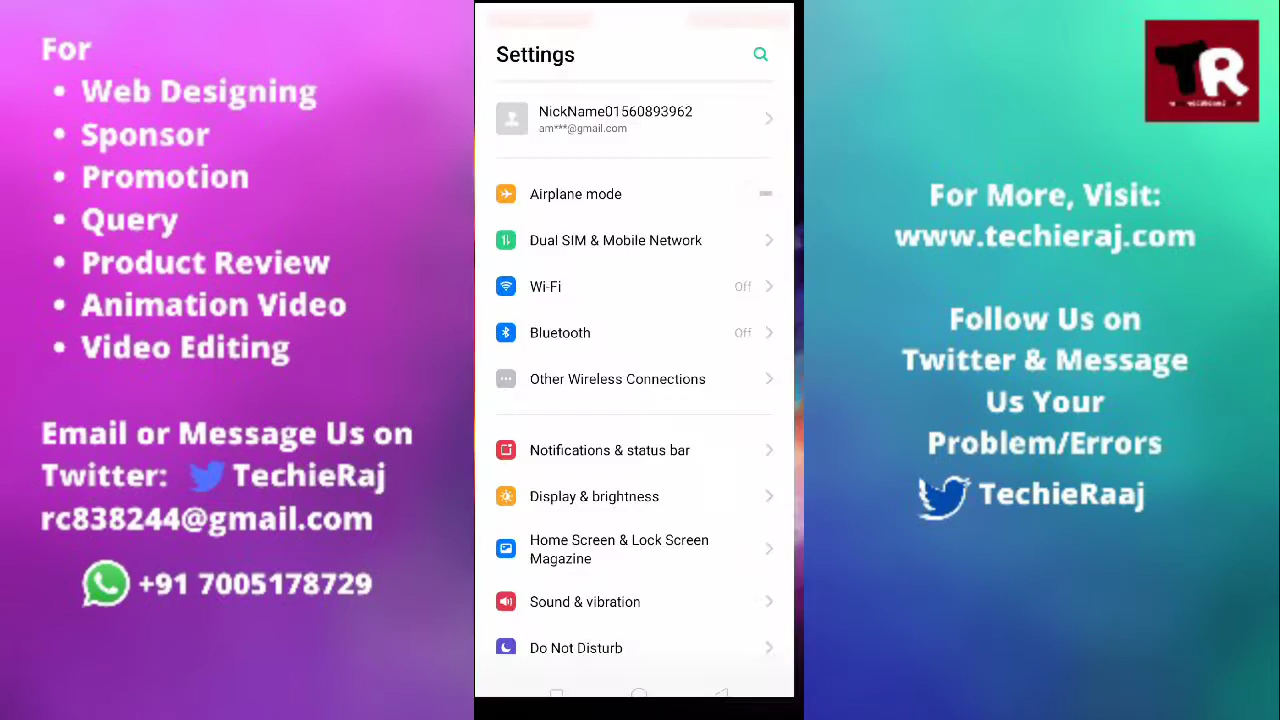 For
• Web Designing
• Sponsor
• Promotion
• Query
• Product Review
• Animation Video
• Video Editing
Email or Message Us on
Twitter: TechieRaj
rc838244@gmail.com
+91 7005178729
Settings
NickName01560893962
am***@gmail.com
Airplane mode
Dual SIM & Mobile Network
Wi-Fi Off
Bluetooth Off
Other Wireless Connections
Notifications & status bar
Display & brightness
Home Screen & Lock Screen
Magazine
Sound & vibration
Do Not Disturb
TR
For More, Visit:
www.techieraj.com
Follow Us on
Twitter & Message
Us Your
Problem/Errors
TechieRaaj